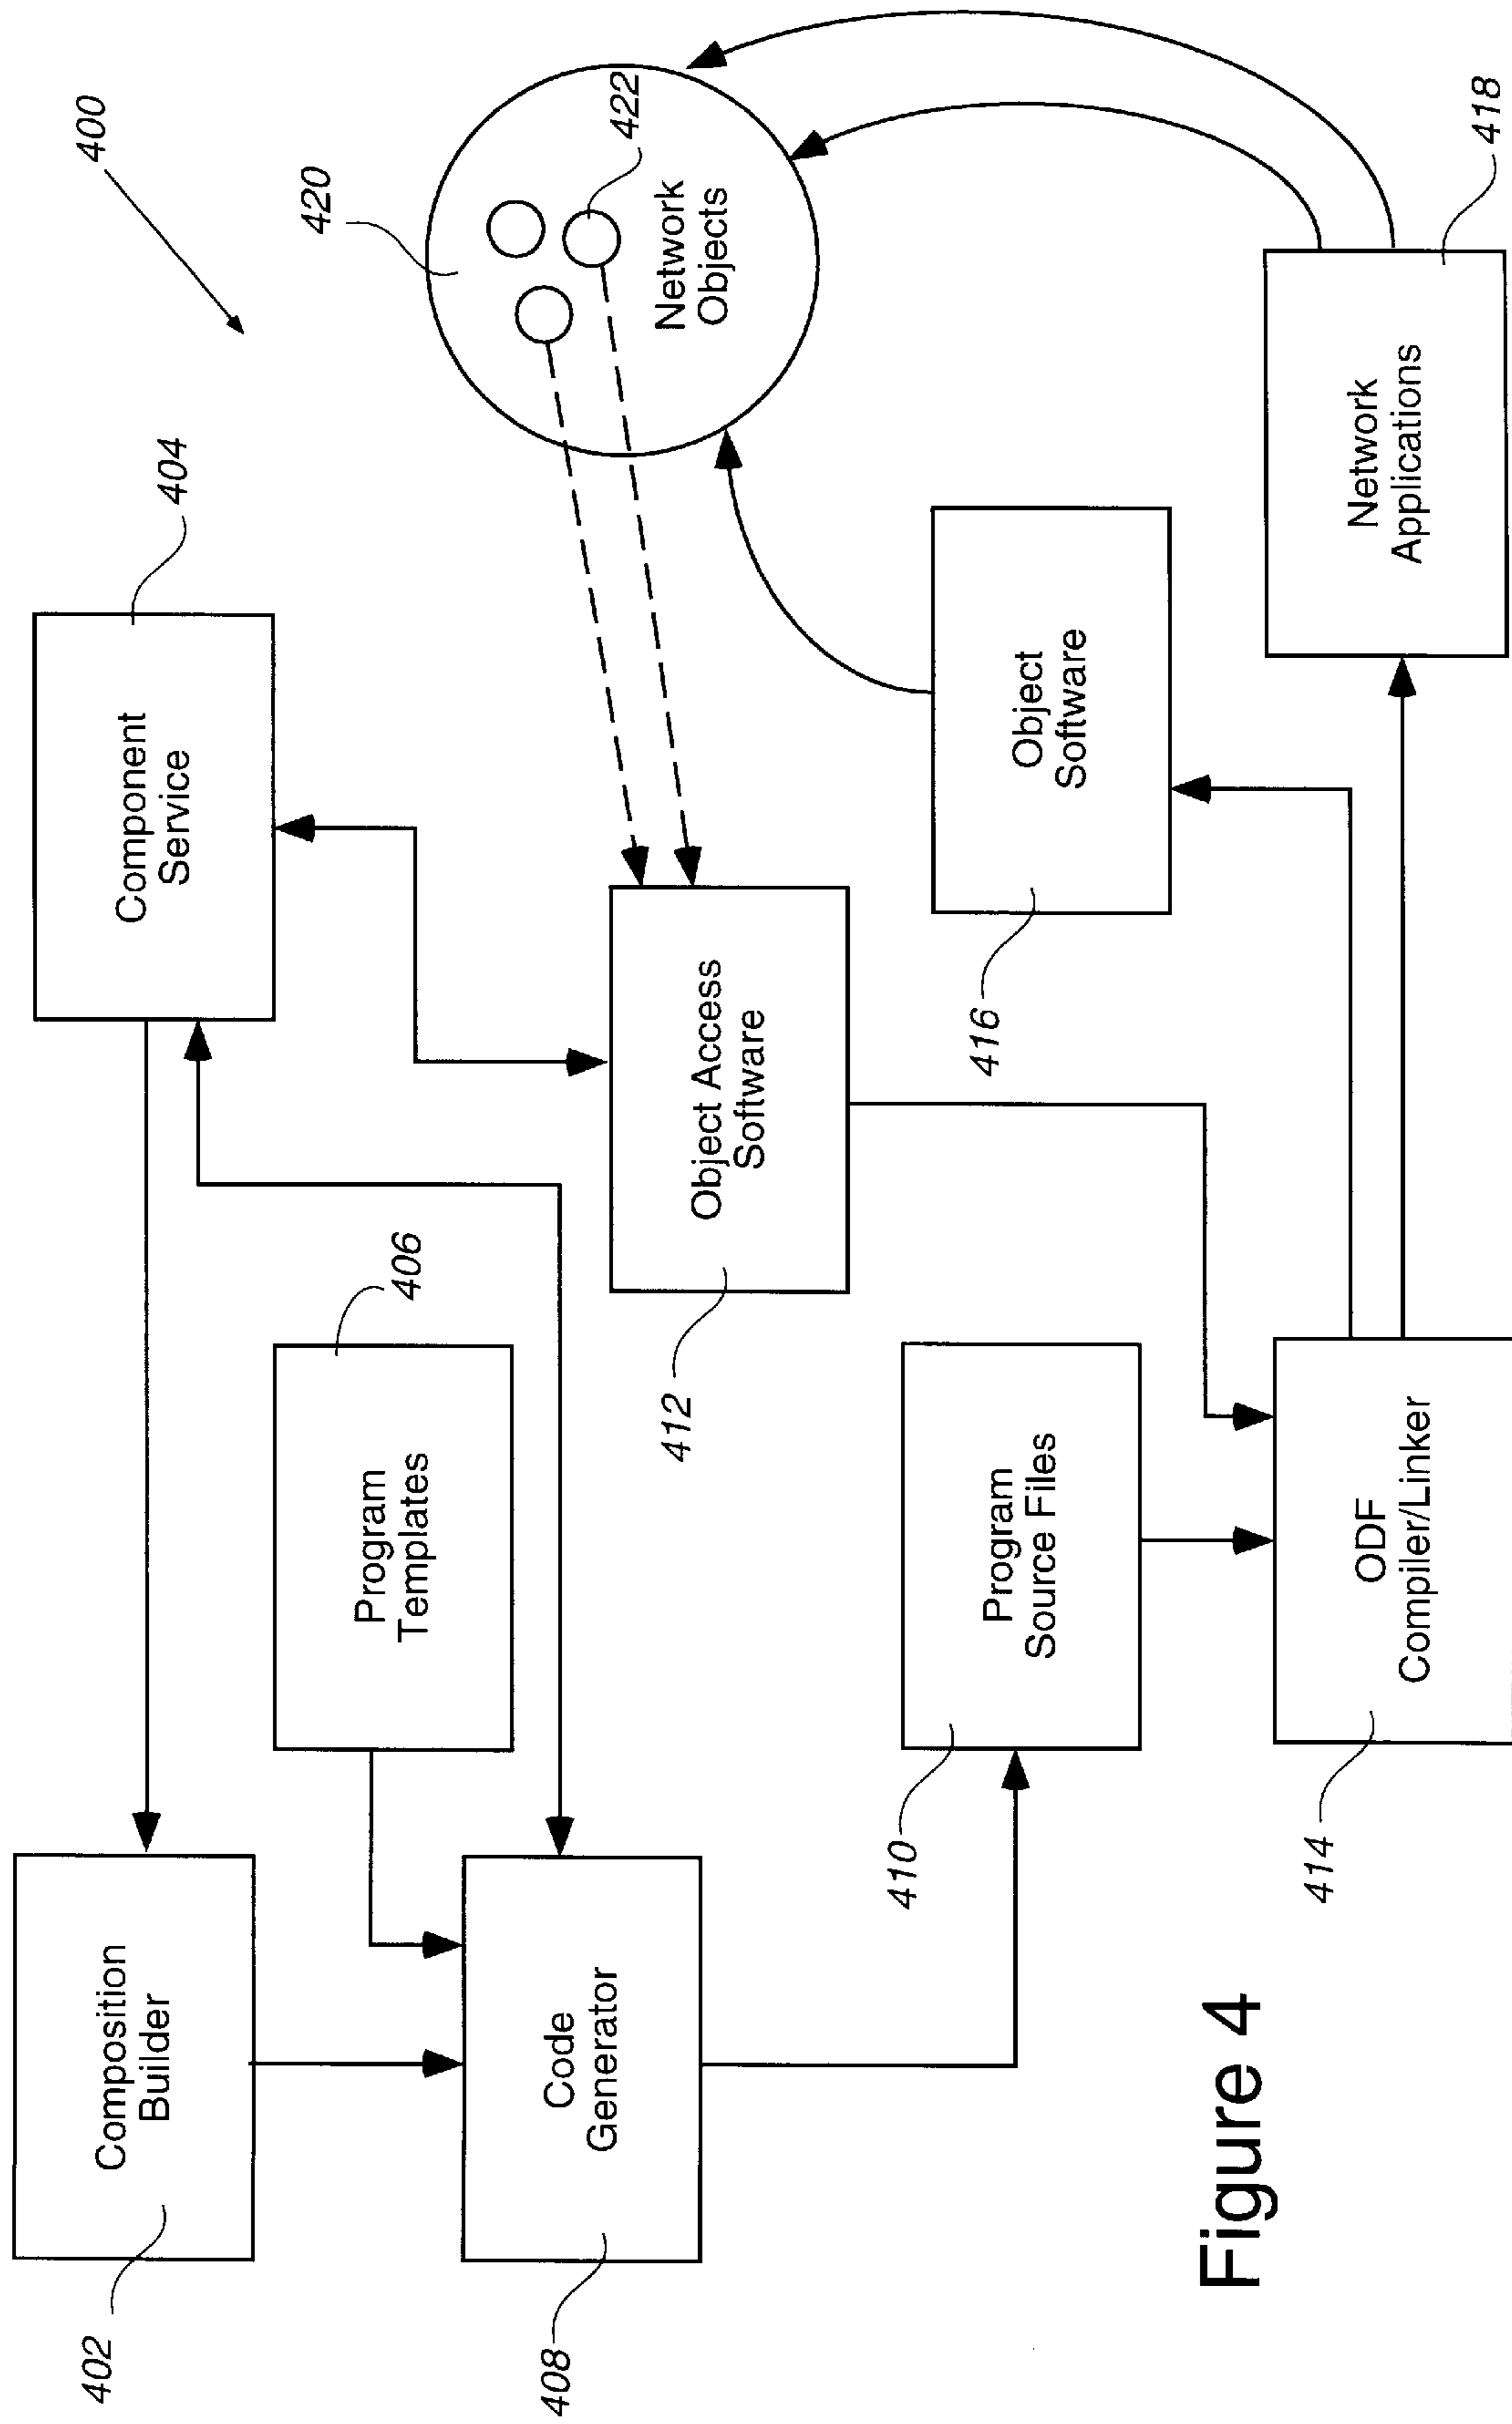 400
402
Composition
Builder
Component
Service
404
Program
Templates
406
420
422
Network
Objects
408
Code
Generator
Object Access
Software
412
410
Program
Source Files
Object
Software
416
414
ODF
Compiler/Linker
Network
Applications
418
Figure 4